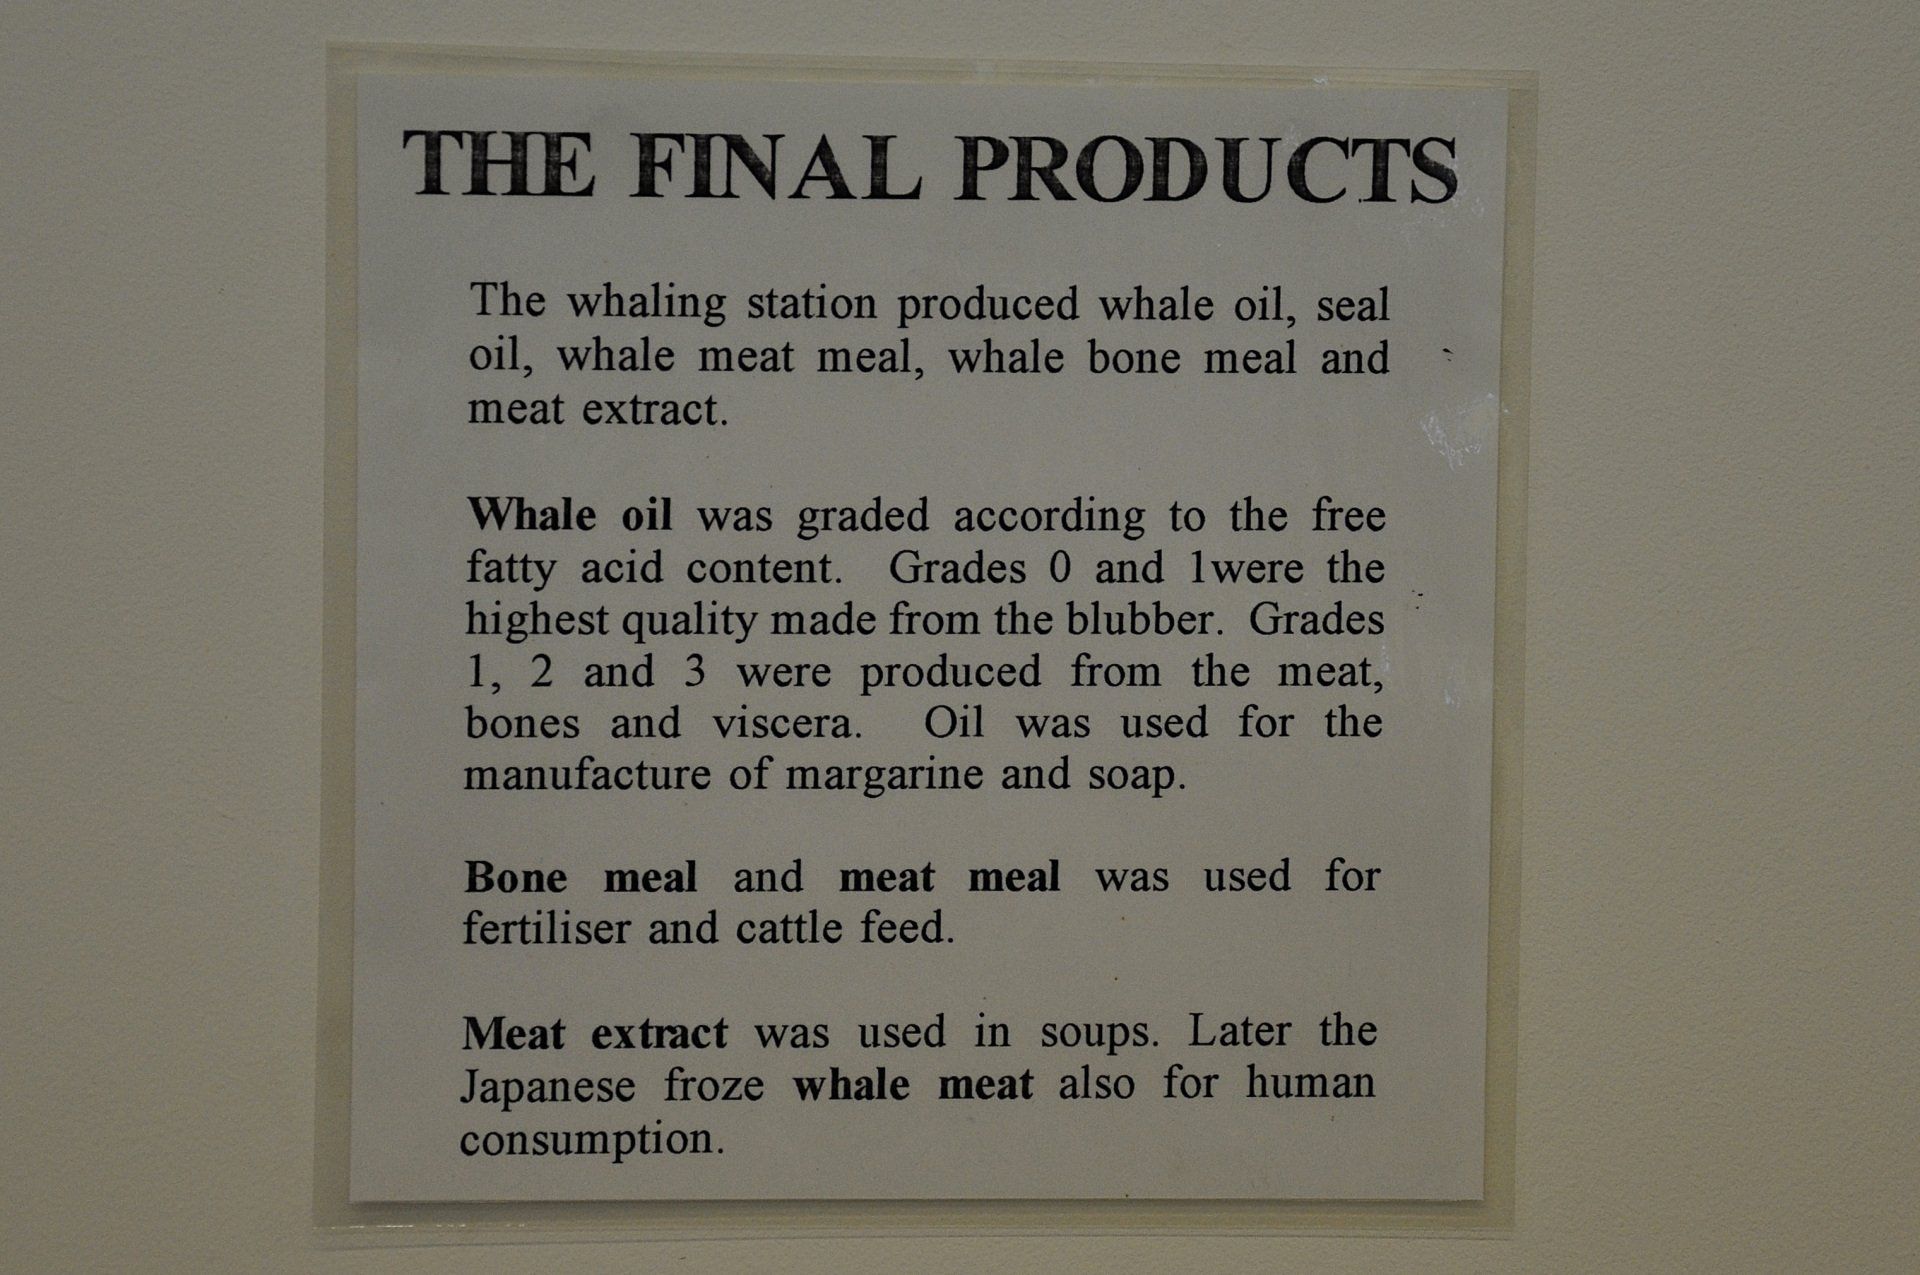 THE FINAL PRODUCTS
The whaling station produced whale oil, seal
oil, whale meat meal, whale bone meal and
meat extract.
Whale oil was graded according to the free
fatty acid content. Grades 0 and 1were the
highest quality made from the blubber. Grades
1, 2 and 3 were produced from the meat,
bones and viscera. Oil was used for the
manufacture of margarine and soap.
Bone meal and meat meal was used for
fertiliser and cattle feed.
Meat extract was used in soups. Later the
Japanese froze whale meat also for human
consumption.